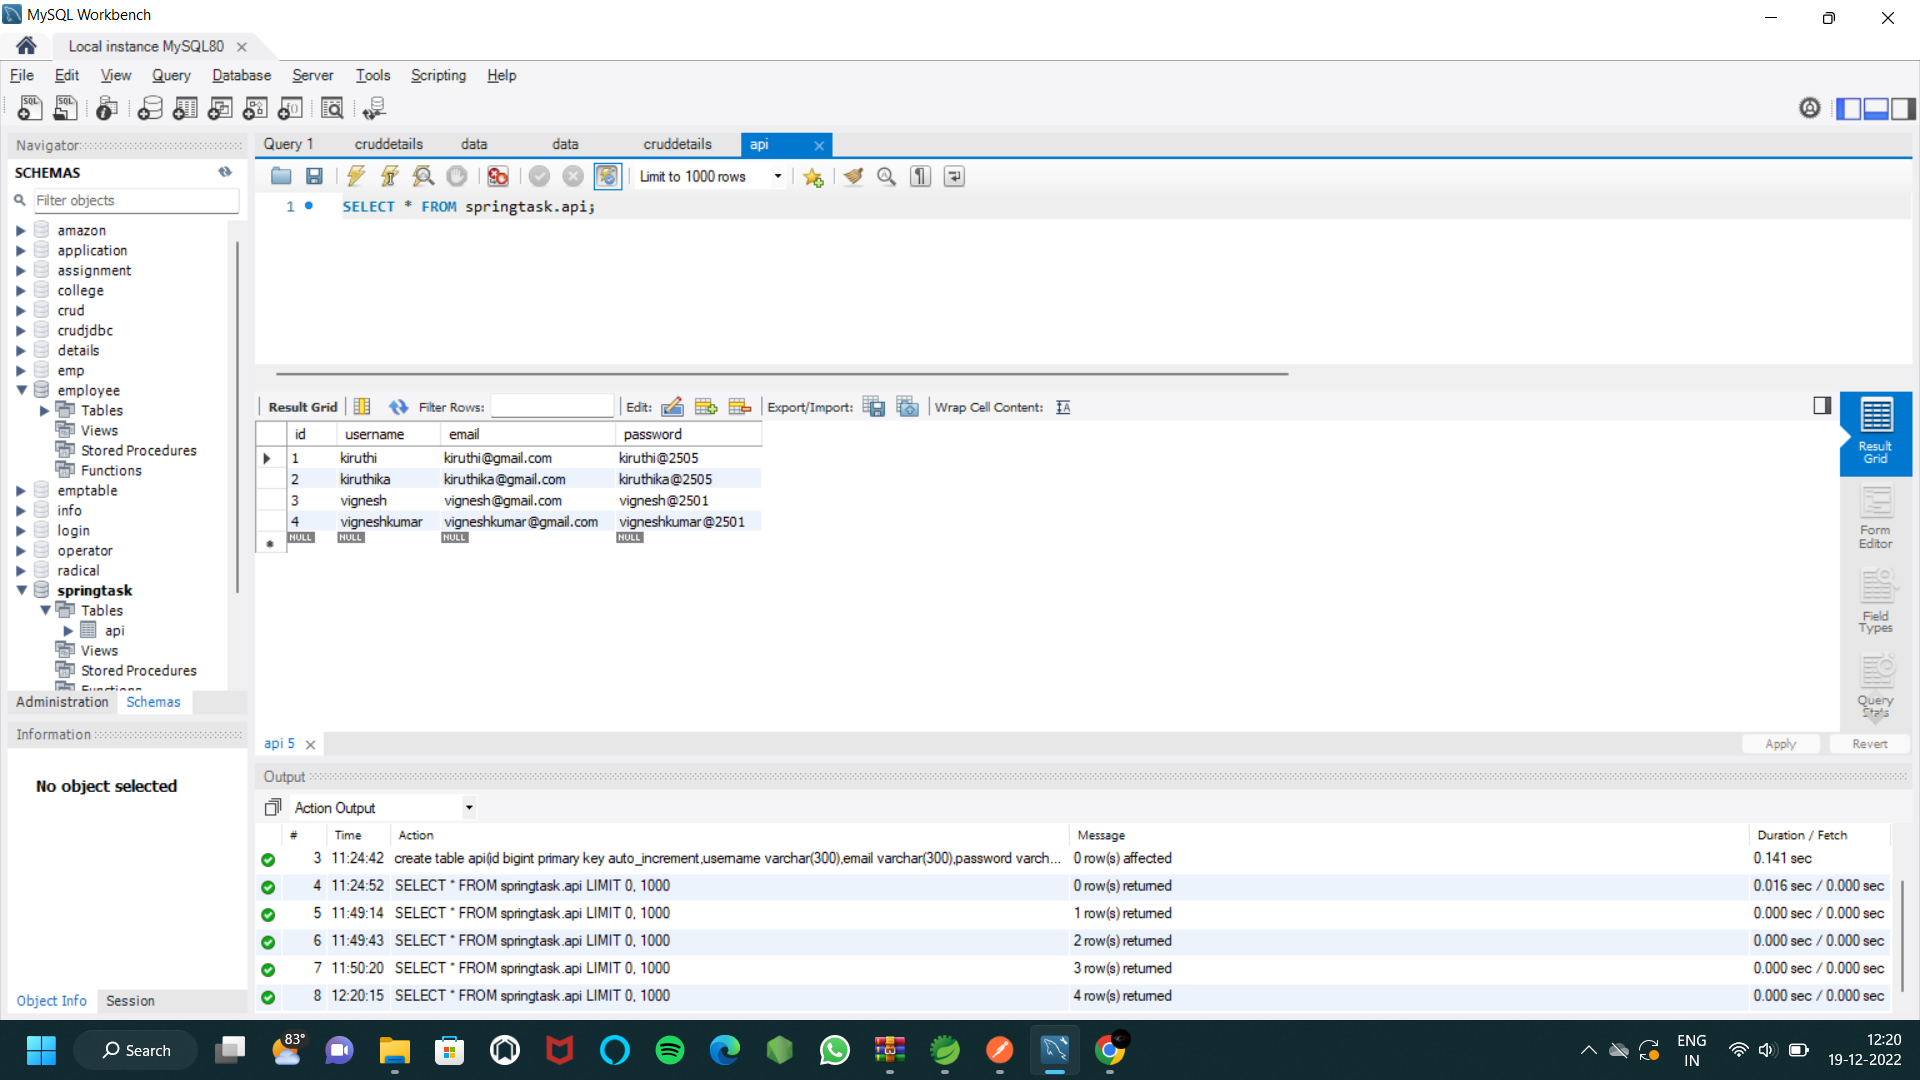 MySQL Workbench
Local instance MySQL80
File Edit View Query Database Server Tools Scripting Help
Navigator
SCHEMAS
Filter objects
amazon
application
assignment
college
crud
crudjdbc
details
emp
employee
Tables
Views
Stored Procedures
Functions
emptable
info
login
operator
radical
springtask
Tables
api
Views
Stored Procedures
Functions
Administration Schemas
Information
No object selected
Object Info Session
Query 1 cruddetails data data cruddetails api
Limit to 1000 rows
1 SELECT * FROM springtask.api;
Result Grid Filter Rows: Edit: Export/Import: Wrap Cell Content:
id username email password
1 kiruthi kiruthi@gmail.com kiruthi@2505
2 kiruthika kiruthika@gmail.com kiruthika@2505
3 vignesh vignesh@gmail.com vignesh@2501
4 vigneshkumar vigneshkumar@gmail.com vigneshkumar@2501
NULL NULL NULL NULL
Result Grid
Form Editor
Field Types
Query Stats
api 5
Apply Revert
Output
Action Output
# Time Action Message Duration / Fetch
3 11:24:42 create table api(id bigint primary key auto_increment,username varchar(300),email varchar(300),password varch... 0 row(s) affected 0.141 sec
4 11:24:52 SELECT * FROM springtask.api LIMIT 0, 1000 0 row(s) returned 0.016 sec / 0.000 sec
5 11:49:14 SELECT * FROM springtask.api LIMIT 0, 1000 1 row(s) returned 0.000 sec / 0.000 sec
6 11:49:43 SELECT * FROM springtask.api LIMIT 0, 1000 2 row(s) returned 0.000 sec / 0.000 sec
7 11:50:20 SELECT * FROM springtask.api LIMIT 0, 1000 3 row(s) returned 0.000 sec / 0.000 sec
8 12:20:15 SELECT * FROM springtask.api LIMIT 0, 1000 4 row(s) returned 0.000 sec / 0.000 sec
Search
83°
ENG
IN
12:20
19-12-2022